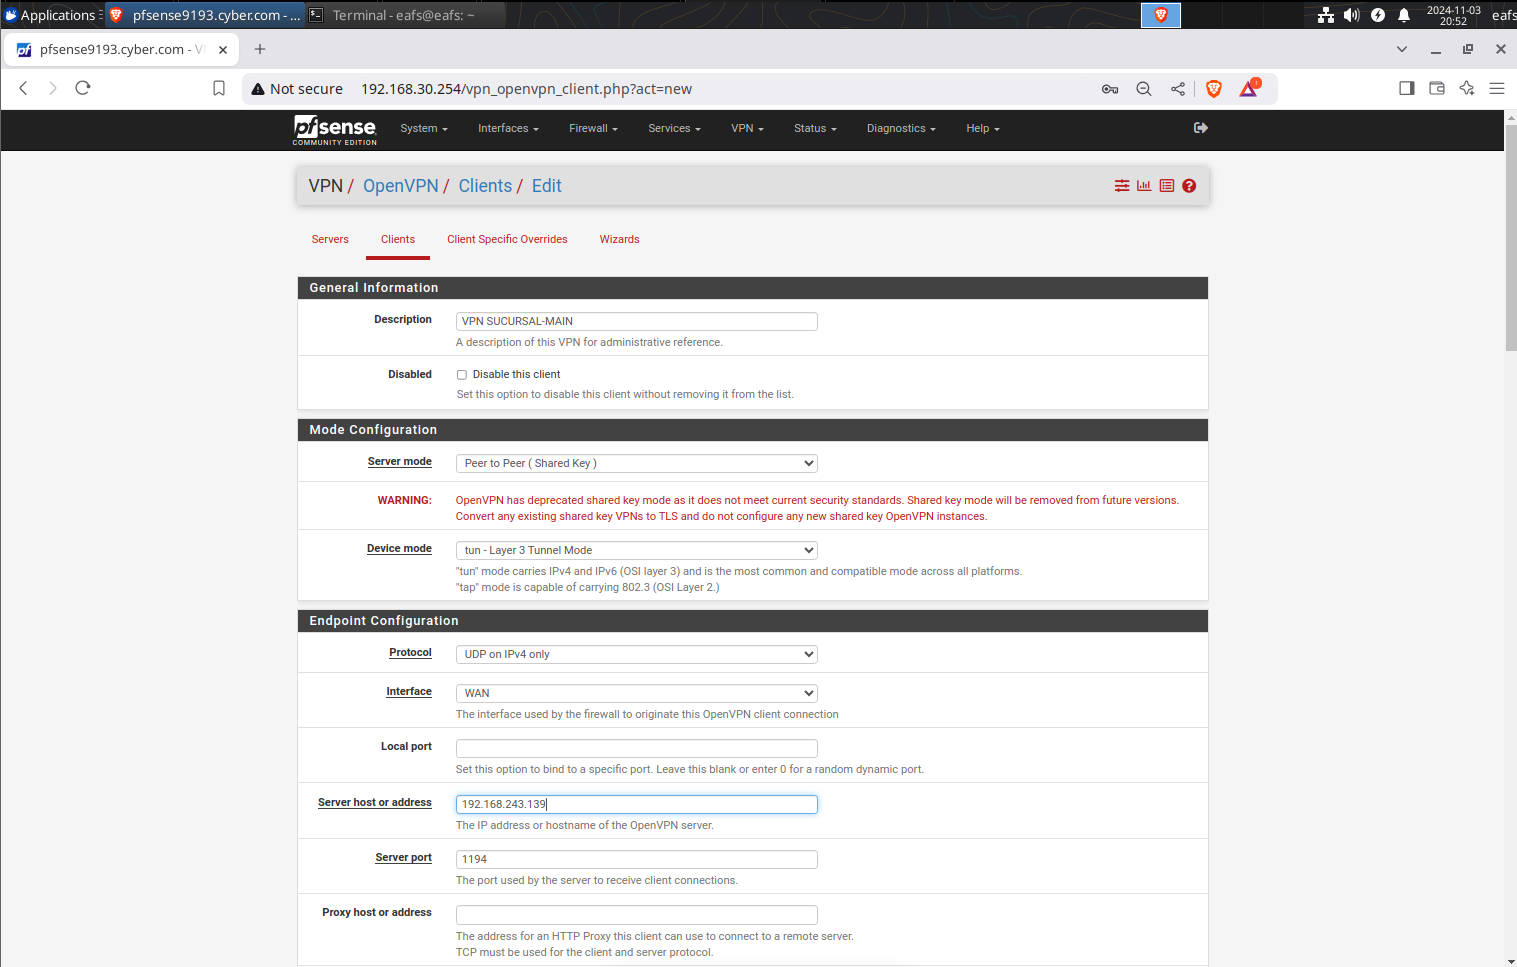 Applications
pfsense9193.cyber.com - ...
Terminal - eafs@eafs: ~
2024-11-03
20:52
eafs
pfsense9193.cyber.com - V
Not secure
192.168.30.254/vpn_openvpn_client.php?act=new
pfsense
COMMUNITY EDITION
System
Interfaces
Firewall
Services
VPN
Status
Diagnostics
Help
VPN / OpenVPN / Clients / Edit
Servers
Clients
Client Specific Overrides
Wizards
General Information
Description
VPN SUCURSAL-MAIN
A description of this VPN for administrative reference.
Disabled
Disable this client
Set this option to disable this client without removing it from the list.
Mode Configuration
Server mode
Peer to Peer ( Shared Key )
WARNING:
OpenVPN has deprecated shared key mode as it does not meet current security standards. Shared key mode will be removed from future versions.
Convert any existing shared key VPNs to TLS and do not configure any new shared key OpenVPN instances.
Device mode
tun - Layer 3 Tunnel Mode
"tun" mode carries IPv4 and IPv6 (OSI layer 3) and is the most common and compatible mode across all platforms.
"tap" mode is capable of carrying 802.3 (OSI Layer 2.)
Endpoint Configuration
Protocol
UDP on IPv4 only
Interface
WAN
The interface used by the firewall to originate this OpenVPN client connection
Local port
Set this option to bind to a specific port. Leave this blank or enter 0 for a random dynamic port.
Server host or address
192.168.243.139
The IP address or hostname of the OpenVPN server.
Server port
1194
The port used by the server to receive client connections.
Proxy host or address
The address for an HTTP Proxy this client can use to connect to a remote server.
TCP must be used for the client and server protocol.